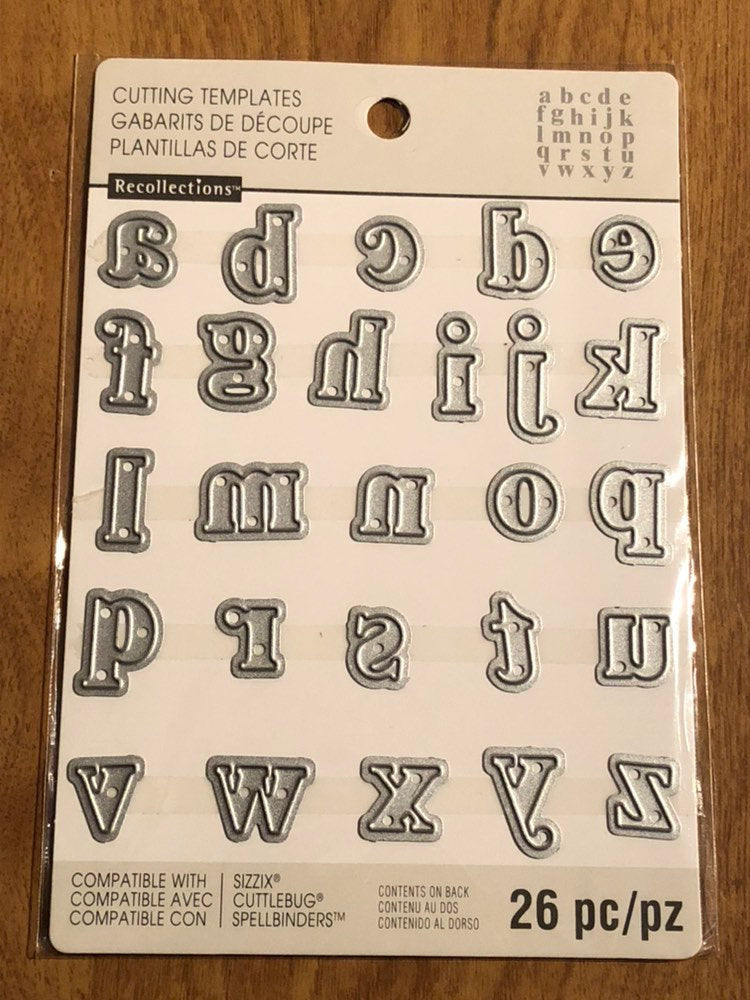 CUTTING TEMPLATES
GABARITS DE DÉCOUPE
PLANTILLAS DE CORTE
a b c d e
f g h i j k
l m n o p
q r s t u
v w x y z
Recollections™
a b c d e
f g h i j k
l m n o p
q r s t u
v w x y z
COMPATIBLE WITH
COMPATIBLE AVEC
COMPATIBLE CON
SIZZIX®
CUTTLEBUG®
SPELLBINDERS™
CONTENTS ON BACK
CONTENU AU DOS
CONTENIDO AL DORSO
26 pc/pz